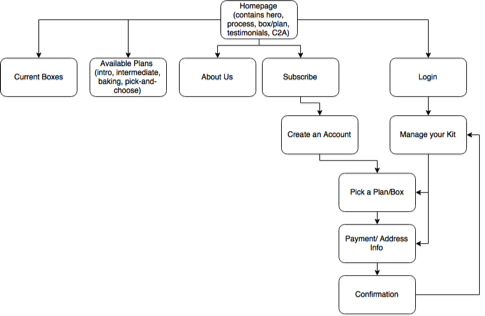 Homepage
(contains hero,
process, box/plan,
testimonials, C2A)
Current Boxes
Available Plans
(intro, intermediate,
baking, pick-and-
choose)
About Us
Subscribe
Login
Create an Account
Manage your Kit
Pick a Plan/Box
Payment/ Address
Info
Confirmation